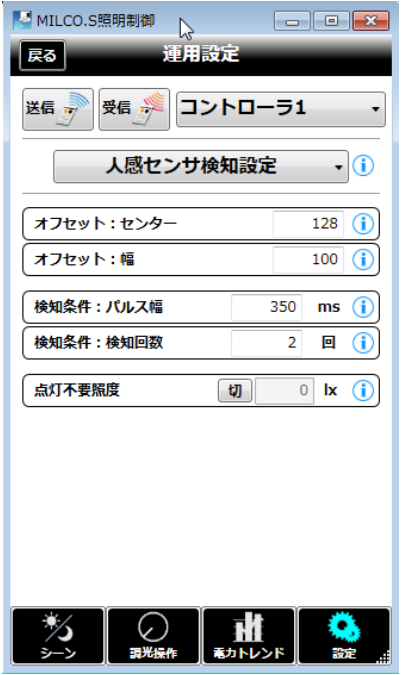 MILCO.S照明制御
戻る 運用設定
送信 受信 コントローラ1
人感センサ検知設定
オフセット：センター 128
オフセット：幅 100
検知条件：パルス幅 350 ms
検知条件：検知回数 2 回
点灯不要照度 切 0 lx
シーン 調光操作 電力トレンド 設定